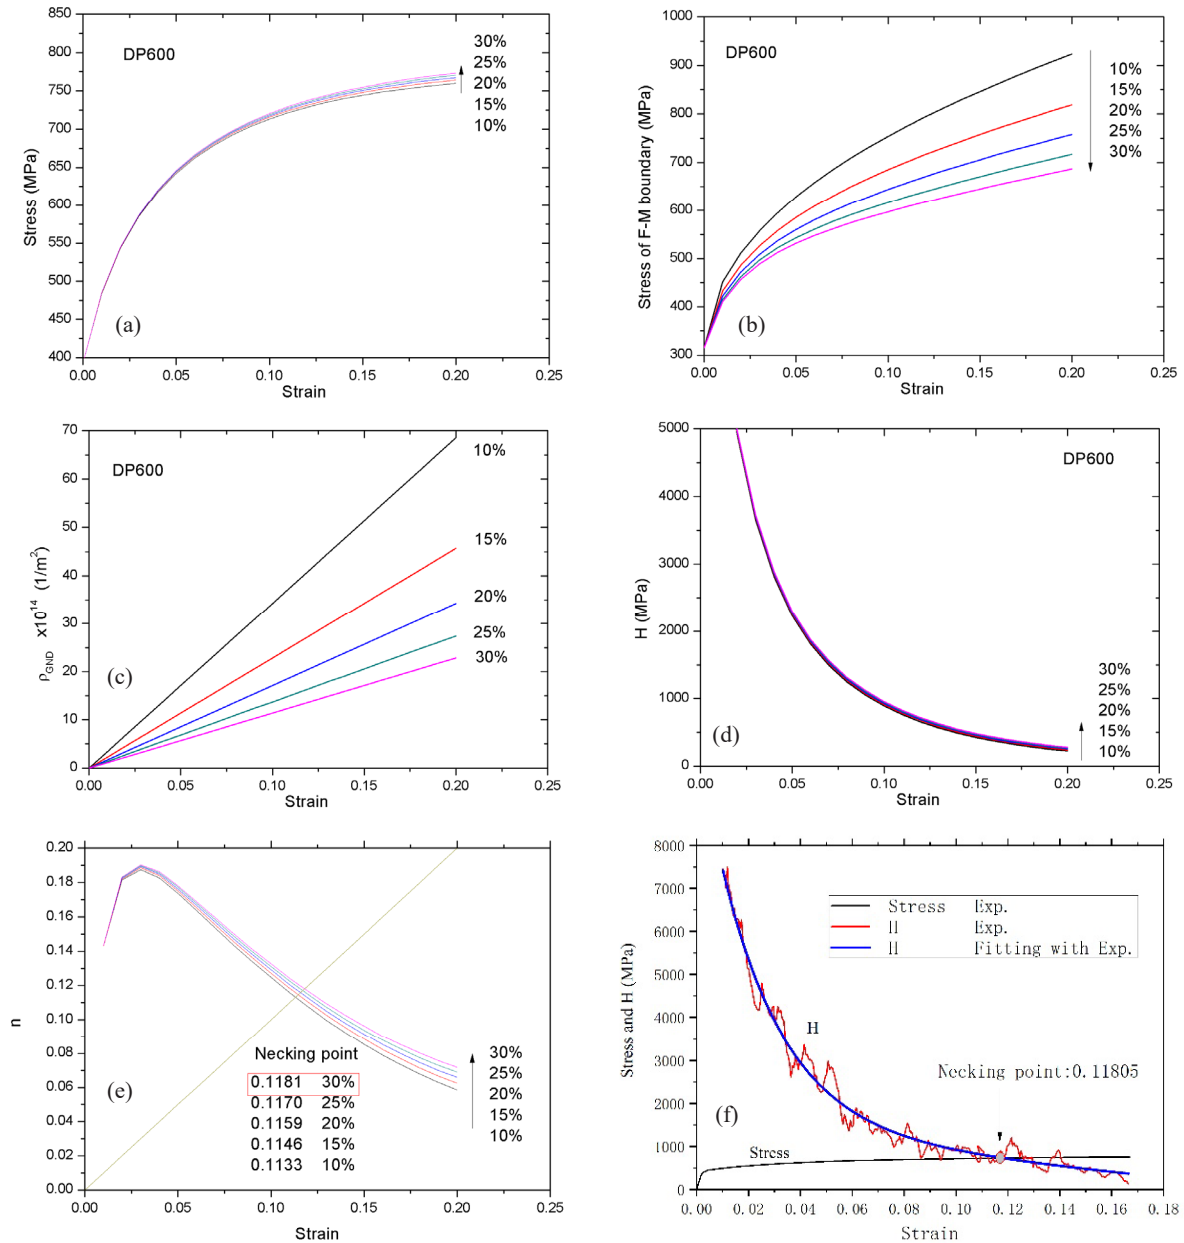 850
800
750
700
650
600
550
500
450
400
0.00 0.05 0.10 0.15 0.20 0.25
Strain
Stress (MPa)
DP600
30%
25%
20%
15%
10%
(a)
1000
900
800
700
600
500
400
300
0.00 0.05 0.10 0.15 0.20 0.25
Strain
Stress of F-M boundary (MPa)
DP600
10%
15%
20%
25%
30%
(b)
70
60
50
40
30
20
10
0
0.00 0.05 0.10 0.15 0.20 0.25
Strain
ρGND x10^14 (1/m^2)
DP600
10%
15%
20%
25%
30%
(c)
5000
4000
3000
2000
1000
0
0.00 0.05 0.10 0.15 0.20 0.25
Strain
H (MPa)
DP600
30%
25%
20%
15%
10%
(d)
0.20
0.18
0.16
0.14
0.12
0.10
0.08
0.06
0.04
0.02
0.00
0.00 0.05 0.10 0.15 0.20 0.25
Strain
n
Necking point
0.1181 30%
0.1170 25%
0.1159 20%
0.1146 15%
0.1133 10%
30%
25%
20%
15%
10%
(e)
8000
7000
6000
5000
4000
3000
2000
1000
0
0.00 0.02 0.04 0.06 0.08 0.10 0.12 0.14 0.16 0.18
Strain
Stress and H (MPa)
Stress Exp.
H Exp.
H Fitting with Exp.
H
Necking point:0.11805
Stress
(f)